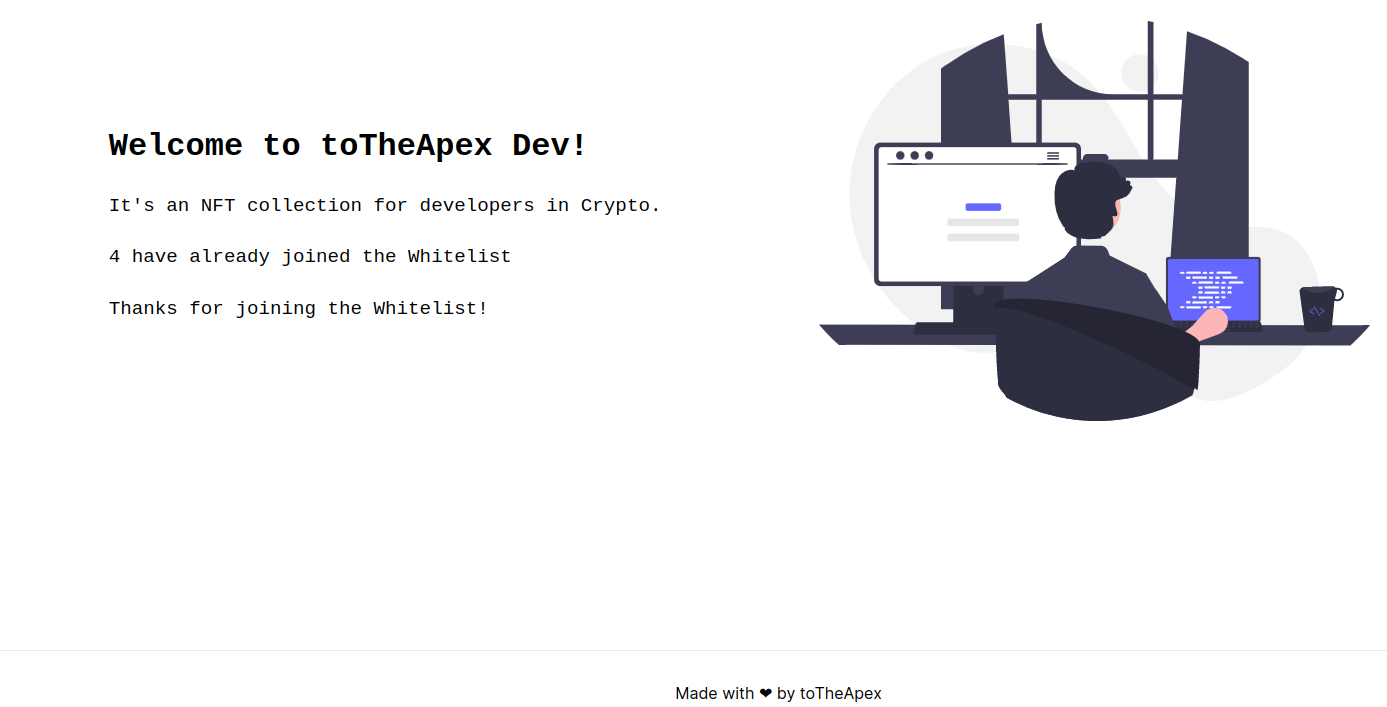 Welcome to toTheApex Dev!
It's an NFT collection for developers in Crypto.
4 have already joined the Whitelist
Thanks for joining the Whitelist!
<\>
Made with ❤ by toTheApex